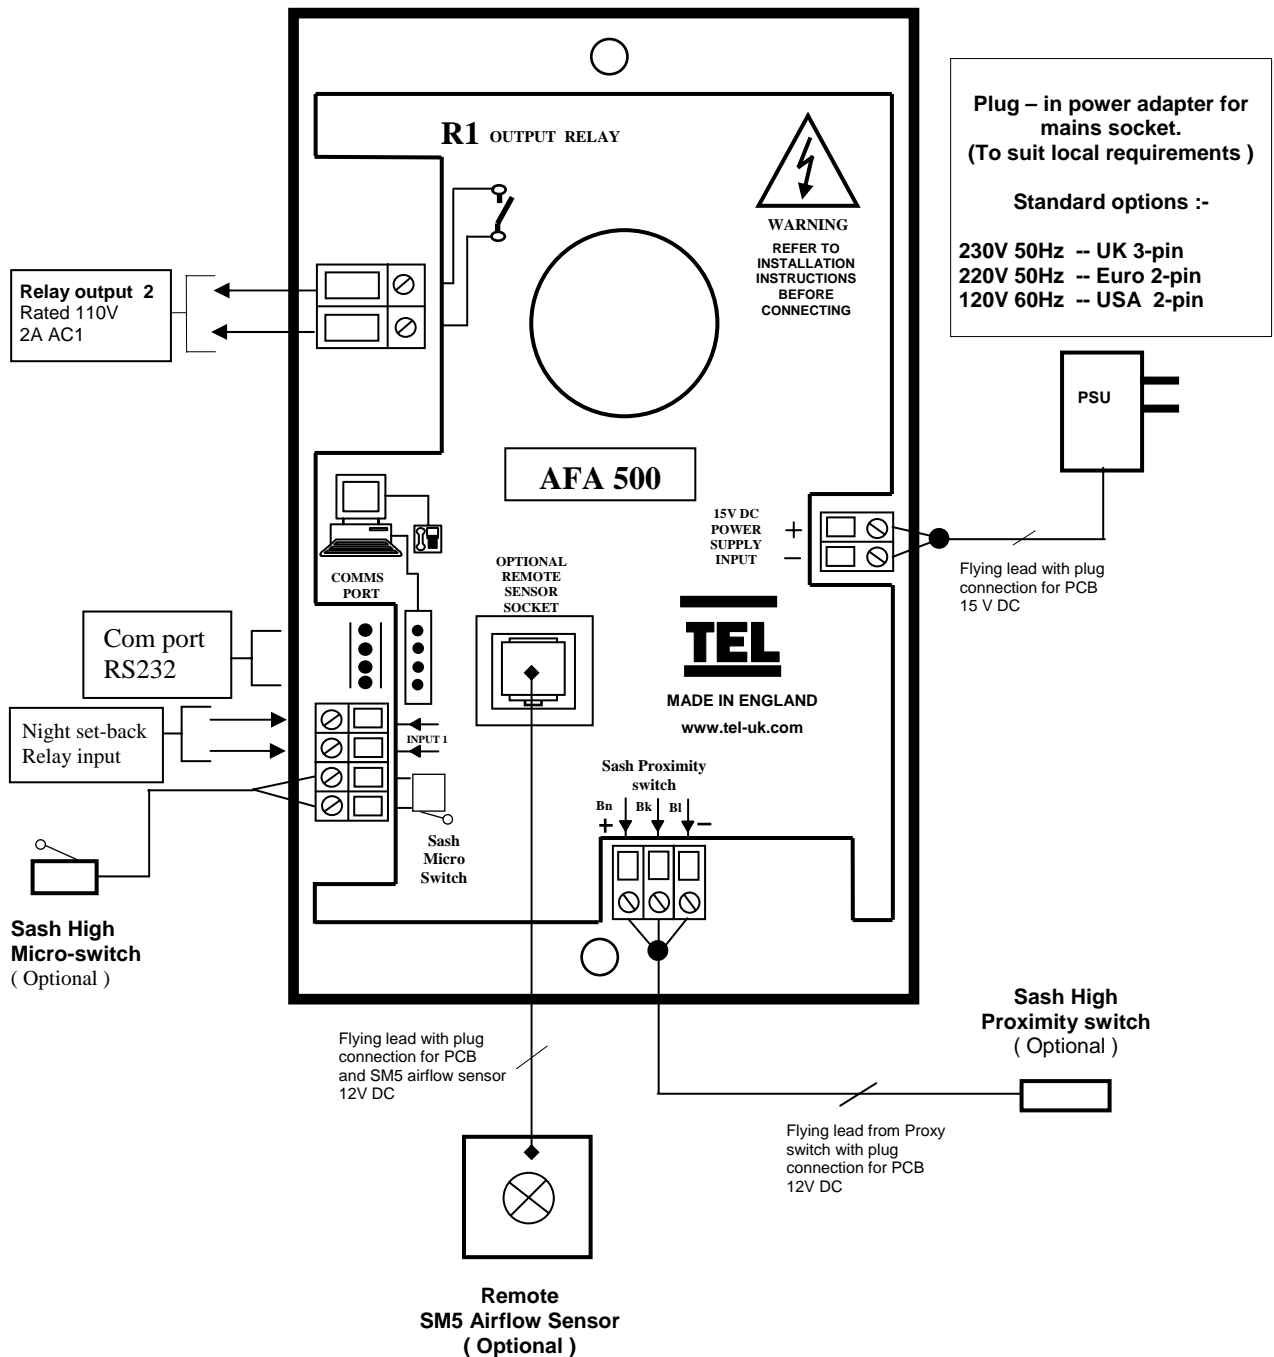 R1 OUTPUT RELAY
WARNING
REFER TO
INSTALLATION
INSTRUCTIONS
BEFORE
CONNECTING
Plug – in power adapter for
mains socket.
(To suit local requirements )
Standard options :-
230V 50Hz -- UK 3-pin
220V 50Hz -- Euro 2-pin
120V 60Hz -- USA 2-pin
Relay output 2
Rated 110V
2A AC1
PSU
AFA 500
15V DC
POWER
SUPPLY
INPUT
+
–
Flying lead with plug
connection for PCB
15 V DC
COMMS
PORT
OPTIONAL
REMOTE
SENSOR
SOCKET
TEL
MADE IN ENGLAND
www.tel-uk.com
Com port
RS232
Night set-back
Relay input
INPUT 1
Sash
Micro
Switch
Sash Proximity
switch
Bn Bk Bl
+ –
Sash High
Micro-switch
( Optional )
Sash High
Proximity switch
( Optional )
Flying lead with plug
connection for PCB
and SM5 airflow sensor
12V DC
Flying lead from Proxy
switch with plug
connection for PCB
12V DC
Remote
SM5 Airflow Sensor
( Optional )